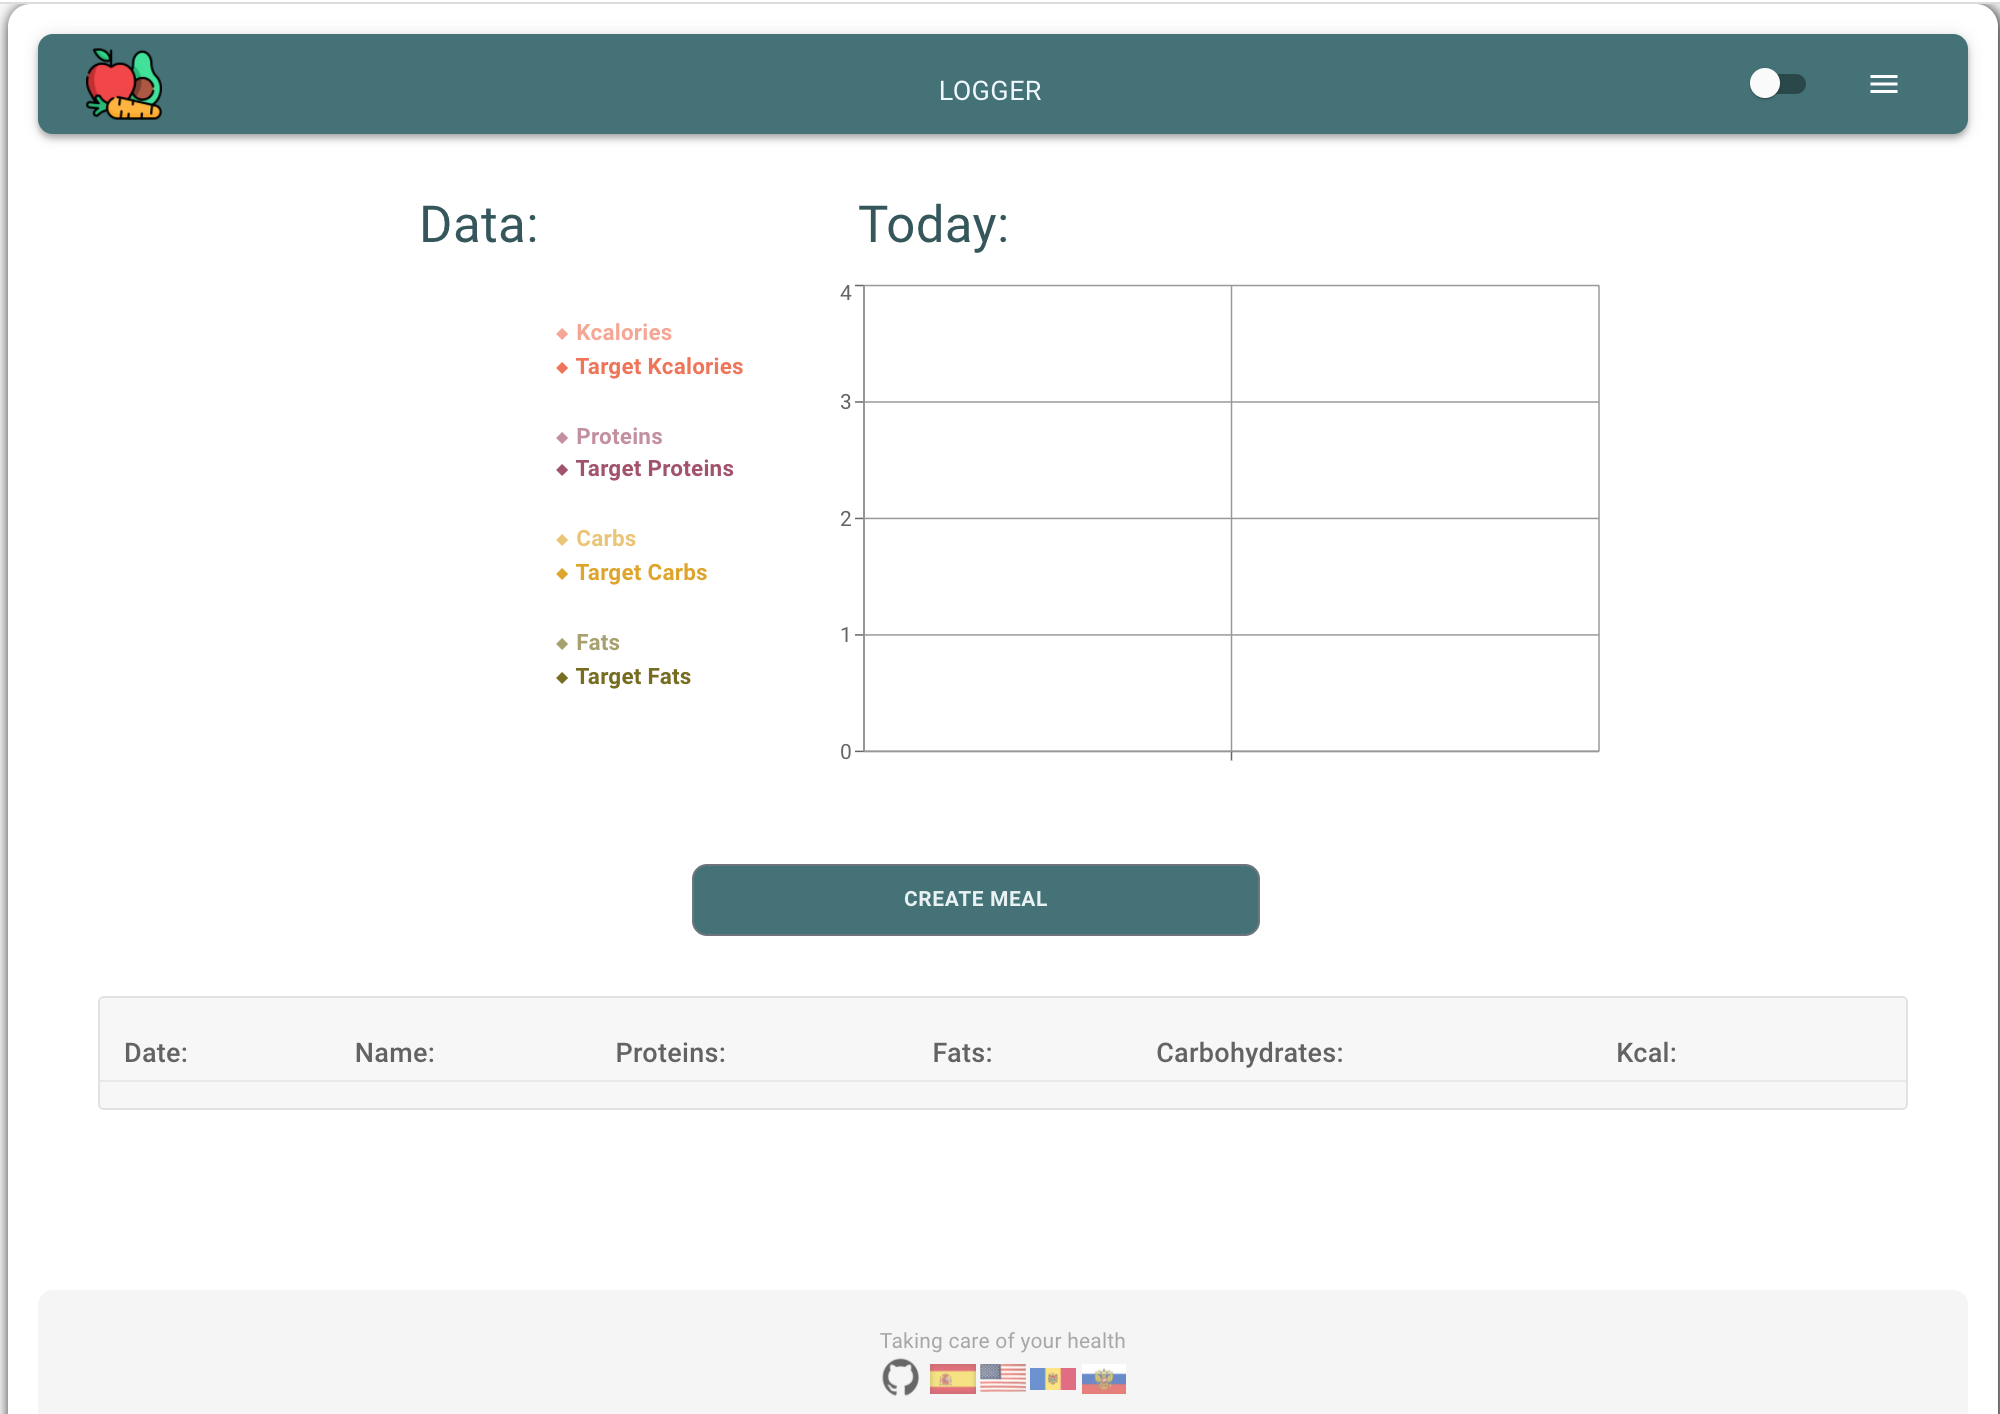 LOGGER
Data:
Today:
Kcalories
Target Kcalories
Proteins
Target Proteins
Carbs
Target Carbs
Fats
Target Fats
4
3
2
1
0
CREATE MEAL
Date: Name: Proteins: Fats: Carbohydrates: Kcal:
Taking care of your health